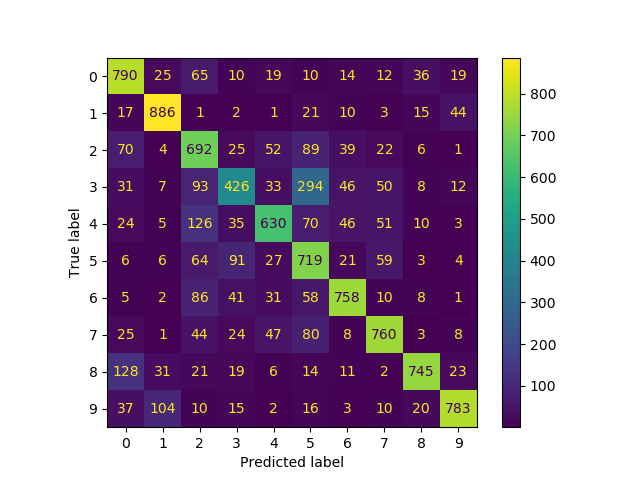 0 790 25 65 10 19 10 14 12 36 19
1 17 886 1 2 1 21 10 3 15 44
2 70 4 692 25 52 89 39 22 6 1
3 31 7 93 426 33 294 46 50 8 12
4 24 5 126 35 630 70 46 51 10 3
5 6 6 64 91 27 719 21 59 3 4
6 5 2 86 41 31 58 758 10 8 1
7 25 1 44 24 47 80 8 760 3 8
8 128 31 21 19 6 14 11 2 745 23
9 37 104 10 15 2 16 3 10 20 783
0 1 2 3 4 5 6 7 8 9
Predicted label
True label
800
700
600
500
400
300
200
100